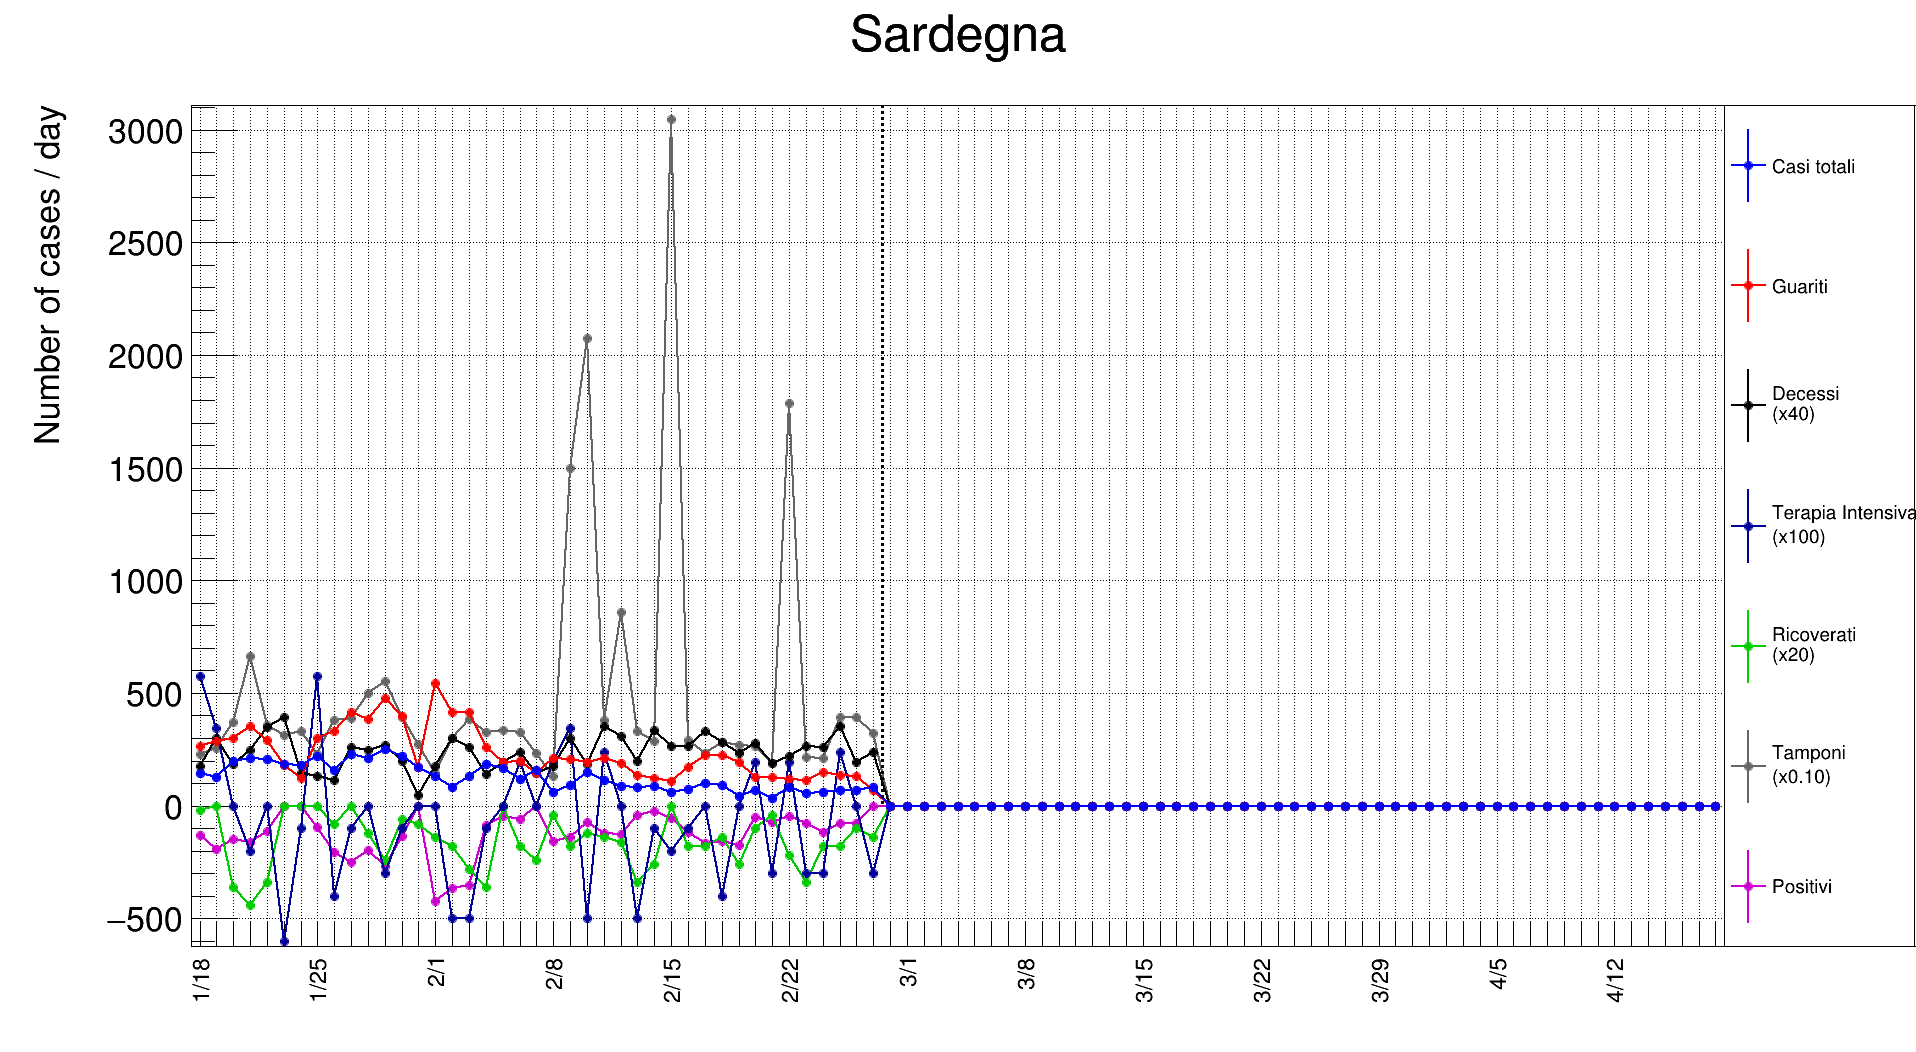 Sardegna
Number of cases / day
3000
2500
2000
1500
1000
500
0
−500
1/18
1/25
2/1
2/8
2/15
2/22
3/1
3/8
3/15
3/22
3/29
4/5
4/12
Casi totali
Guariti
Decessi
(x40)
Terapia Intensiva
(x100)
Ricoverati
(x20)
Tamponi
(x0.10)
Positivi